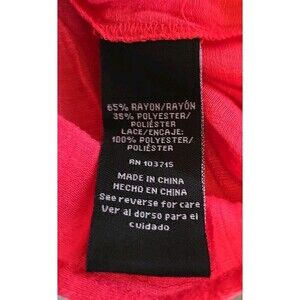 65% RAYON/RAYÓN
35% POLYESTER/
POLIÉSTER
LACE/ENCAJE:
100% POLYESTER/
POLIÉSTER
RN 103715
MADE IN CHINA
HECHO EN CHINA
See reverse for care
Ver al dorso para el
cuidado